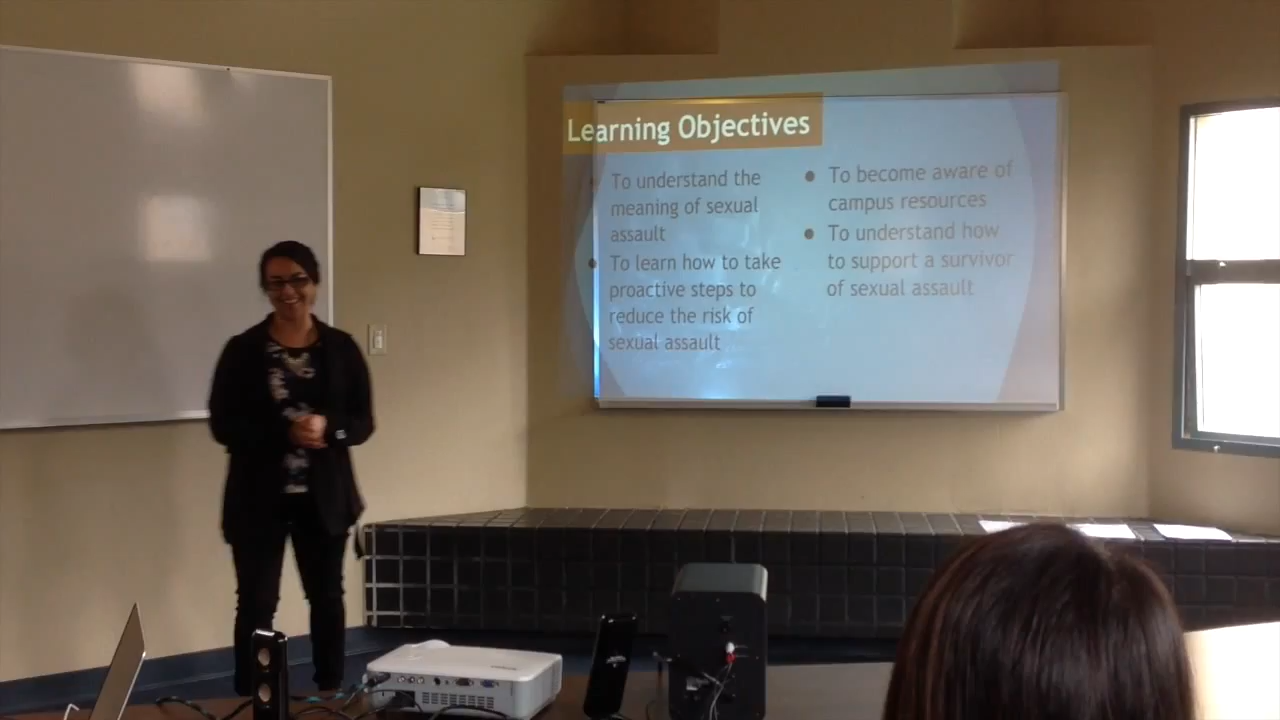 Learning Objectives
● To understand the
meaning of sexual
assault
● To learn how to take
proactive steps to
reduce the risk of
sexual assault
● To become aware of
campus resources
● To understand how
to support a survivor
of sexual assault